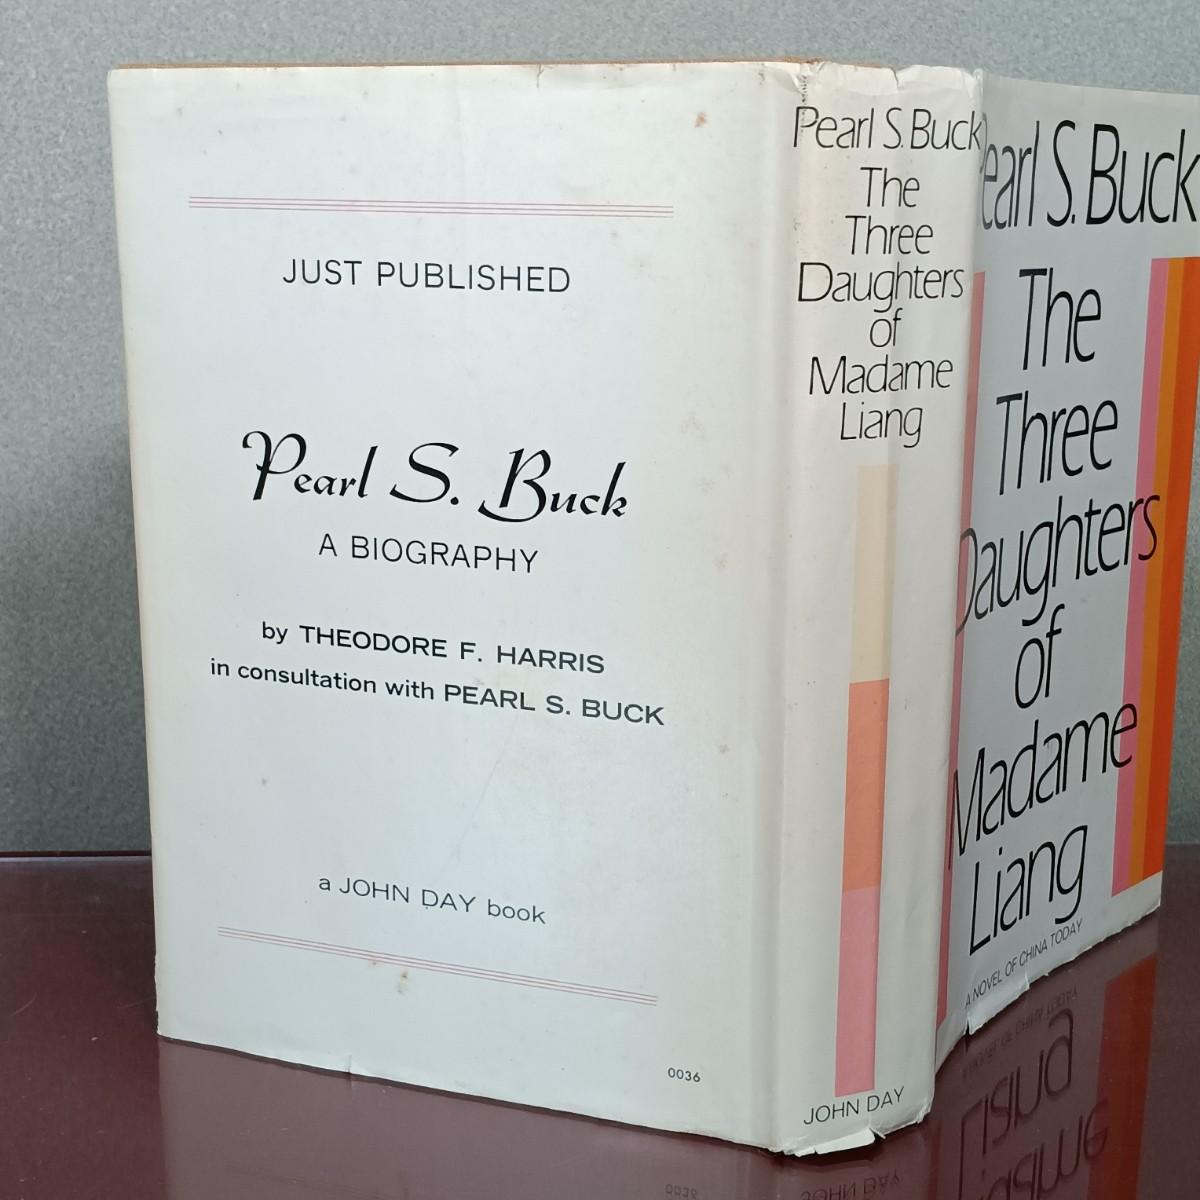 JUST PUBLISHED
Pearl S. Buck
A BIOGRAPHY
by THEODORE F. HARRIS
in consultation with PEARL S. BUCK
a JOHN DAY book
0036
Pearl S. Buck
The
Three
Daughters
of
Madame
Liang
JOHN DAY
Pearl S. Buck
The
Three
Daughters
of
Madame
Liang
A NOVEL OF CHINA TODAY